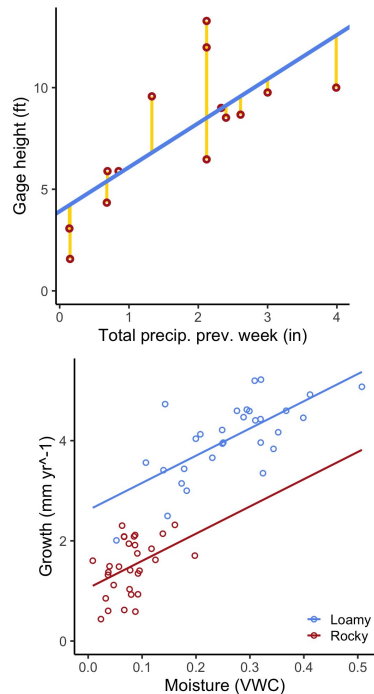 Gage height (ft)
10
5
0
0 1 2 3 4
Total precip. prev. week (in)
Growth (mm yr^-1)
4
2
0
Loamy
Rocky
0.0 0.1 0.2 0.3 0.4 0.5
Moisture (VWC)